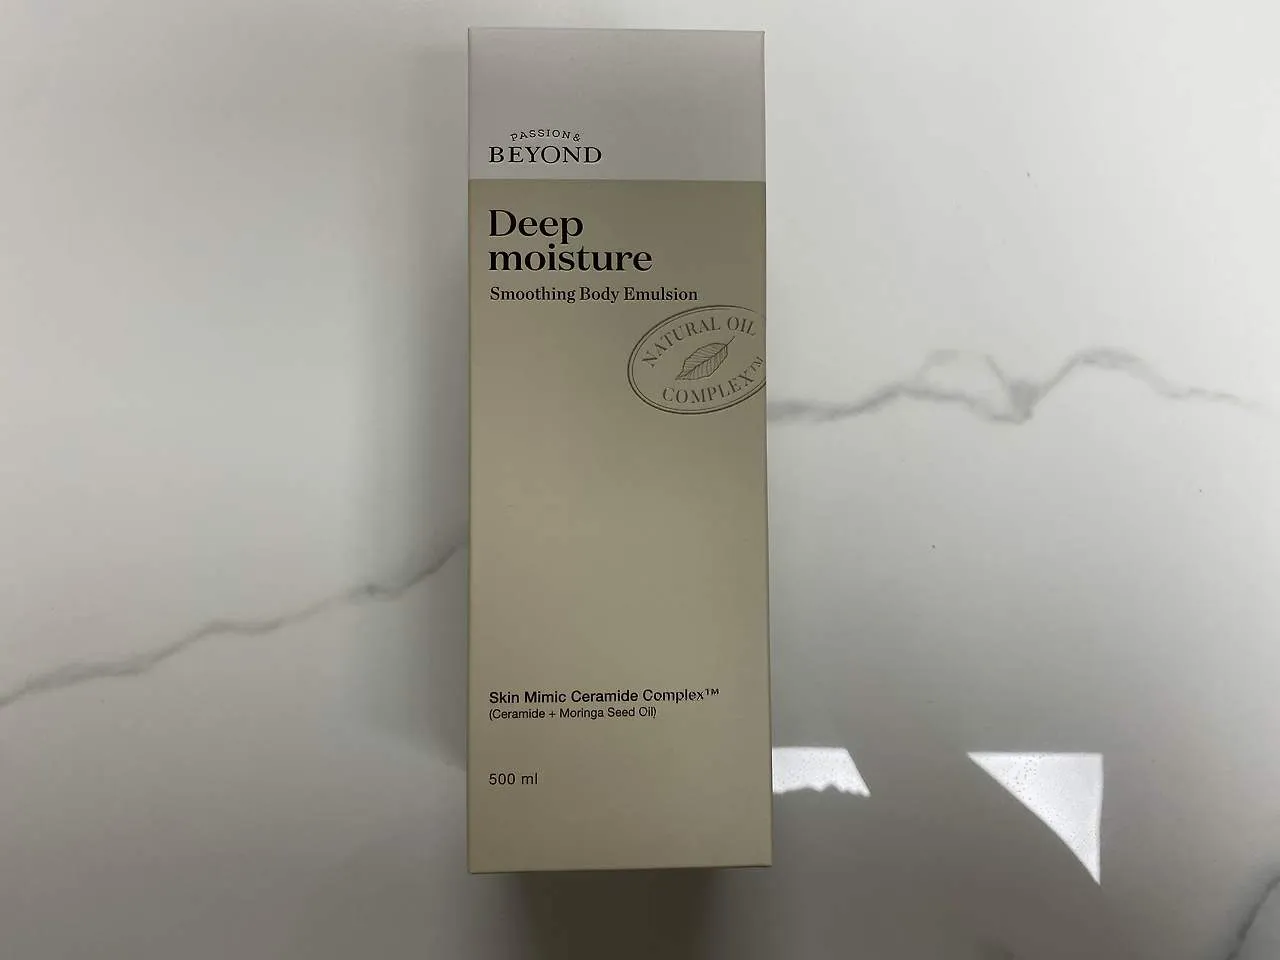 PASSION &
BEYOND
Deep
moisture
Smoothing Body Emulsion
NATURAL OIL
COMPLEX™
Skin Mimic Ceramide Complex™
(Ceramide + Moringa Seed Oil)
500 ml